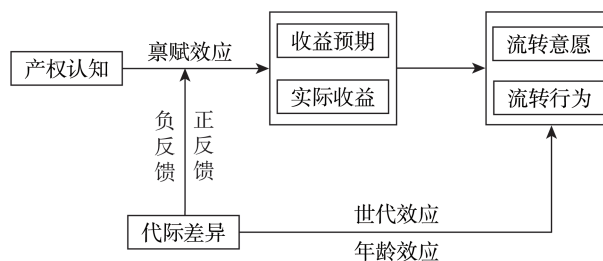 产权认知
禀赋效应
收益预期
实际收益
流转意愿
流转行为
负反馈
正反馈
代际差异
世代效应
年龄效应